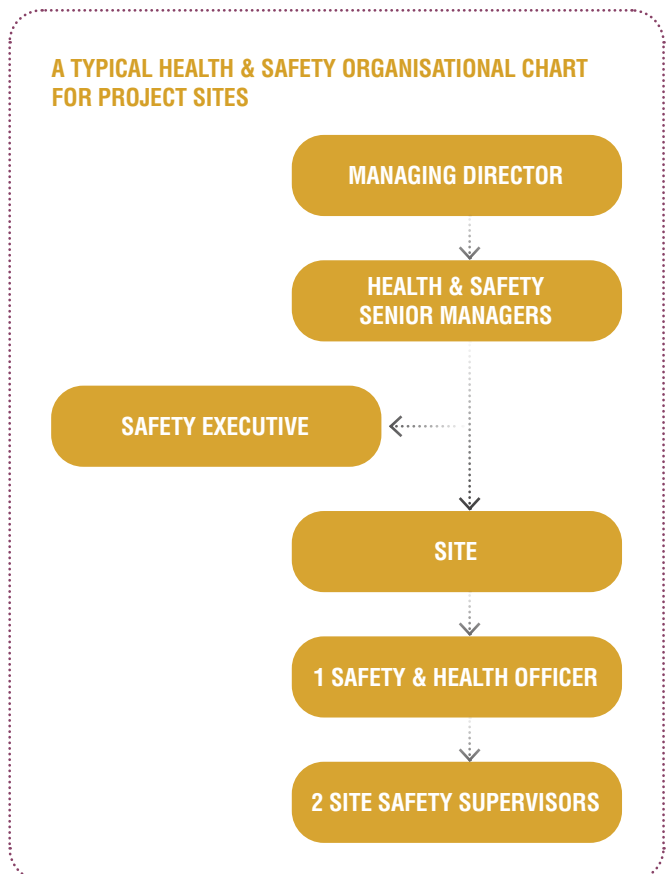 A TYPICAL HEALTH & SAFETY ORGANISATIONAL CHART
FOR PROJECT SITES
MANAGING DIRECTOR
HEALTH & SAFETY
SENIOR MANAGERS
SAFETY EXECUTIVE
SITE
1 SAFETY & HEALTH OFFICER
2 SITE SAFETY SUPERVISORS